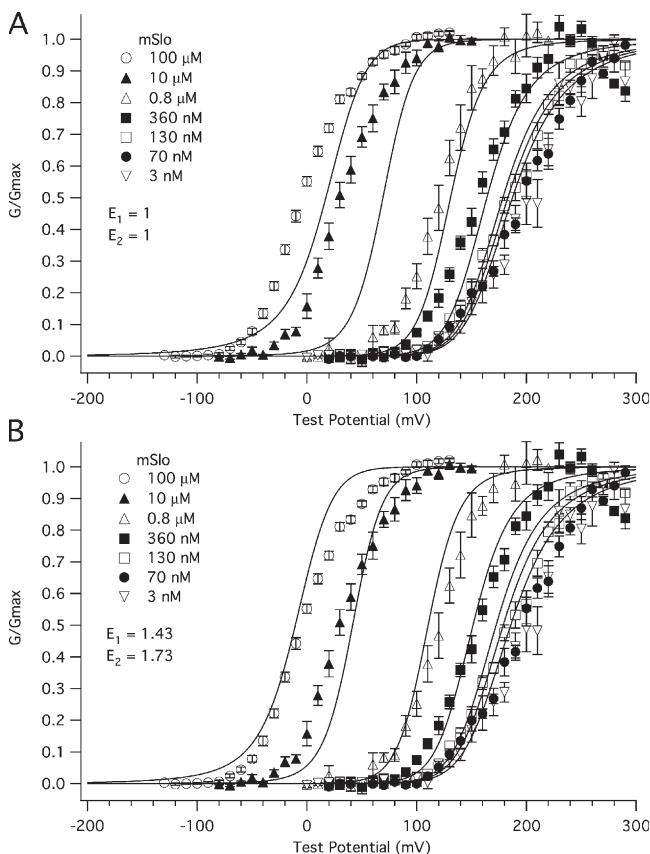 A
mSlo
100 μM
10 μM
0.8 μM
360 nM
130 nM
70 nM
3 nM
E1 = 1
E2 = 1
G/Gmax
1.0
0.9
0.8
0.7
0.6
0.5
0.4
0.3
0.2
0.1
0.0
-200 -100 0 100 200 300
Test Potential (mV)
B
mSlo
100 μM
10 μM
0.8 μM
360 nM
130 nM
70 nM
3 nM
E1 = 1.43
E2 = 1.73
G/Gmax
1.0
0.9
0.8
0.7
0.6
0.5
0.4
0.3
0.2
0.1
0.0
-200 -100 0 100 200 300
Test Potential (mV)